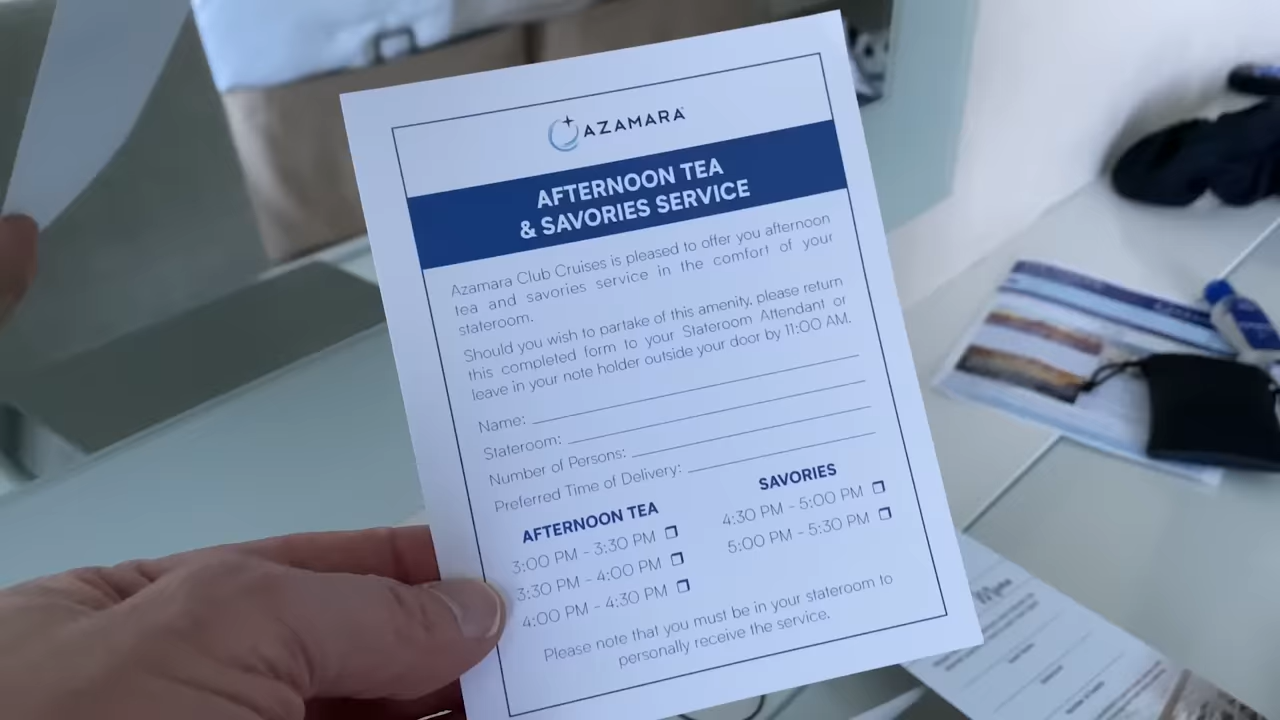 AZAMARA
AFTERNOON TEA
& SAVORIES SERVICE
Azamara Club Cruises is pleased to offer you afternoon
tea and savories service in the comfort of your
stateroom.
Should you wish to partake of this amenity, please return
this completed form to your Stateroom Attendant or
leave in your note holder outside your door by 11:00 AM.
Name:
Stateroom:
Number of Persons:
Preferred Time of Delivery:
AFTERNOON TEA
3:00 PM - 3:30 PM
3:30 PM - 4:00 PM
4:00 PM - 4:30 PM
SAVORIES
4:30 PM - 5:00 PM
5:00 PM - 5:30 PM
Please note that you must be in your stateroom to
personally receive the service.